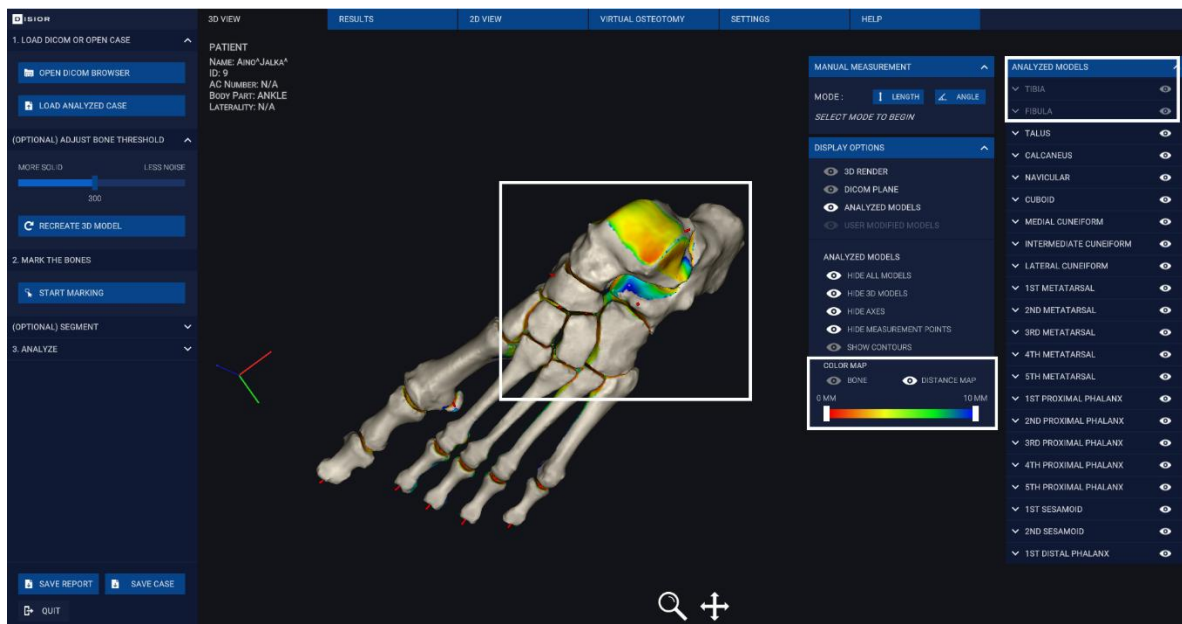 DISIOR
3D VIEW
RESULTS
2D VIEW
VIRTUAL OSTEOTOMY
SETTINGS
HELP
1. LOAD DICOM OR OPEN CASE
OPEN DICOM BROWSER
LOAD ANALYZED CASE
(OPTIONAL) ADJUST BONE THRESHOLD
MORE SOLID LESS NOISE
300
RECREATE 3D MODEL
2. MARK THE BONES
START MARKING
(OPTIONAL) SEGMENT
3. ANALYZE
SAVE REPORT
SAVE CASE
QUIT
PATIENT
NAME: AINO^JALKA^
ID: 9
AC NUMBER: N/A
BODY PART: ANKLE
LATERALITY: N/A
MANUAL MEASUREMENT
MODE: LENGTH ANGLE
SELECT MODE TO BEGIN
DISPLAY OPTIONS
3D RENDER
DICOM PLANE
ANALYZED MODELS
USER MODIFIED MODELS
ANALYZED MODELS
HIDE ALL MODELS
HIDE 3D MODELS
HIDE AXES
HIDE MEASUREMENT POINTS
SHOW CONTOURS
COLOR MAP
BONE DISTANCE MAP
0 MM 10 MM
ANALYZED MODELS
TIBIA
FIBULA
TALUS
CALCANEUS
NAVICULAR
CUBOID
MEDIAL CUNEIFORM
INTERMEDIATE CUNEIFORM
LATERAL CUNEIFORM
1ST METATARSAL
2ND METATARSAL
3RD METATARSAL
4TH METATARSAL
5TH METATARSAL
1ST PROXIMAL PHALANX
2ND PROXIMAL PHALANX
3RD PROXIMAL PHALANX
4TH PROXIMAL PHALANX
5TH PROXIMAL PHALANX
1ST SESAMOID
2ND SESAMOID
1ST DISTAL PHALANX